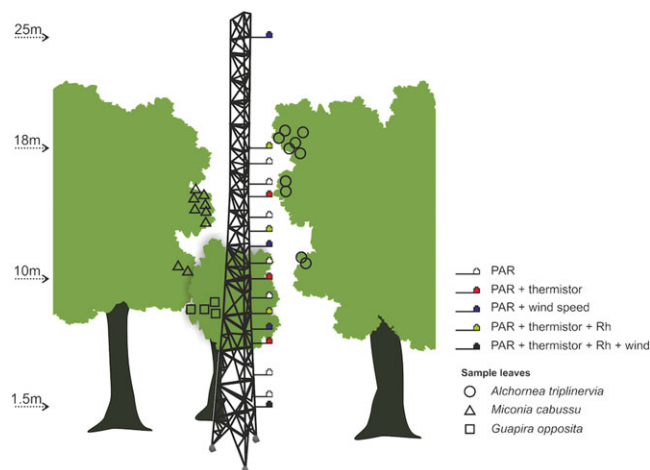 25m
18m
10m
1.5m
PAR
PAR + thermistor
PAR + wind speed
PAR + thermistor + Rh
PAR + thermistor + Rh + wind
Sample leaves
Alchornea triplinervia
Miconia cabussu
Guapira opposita